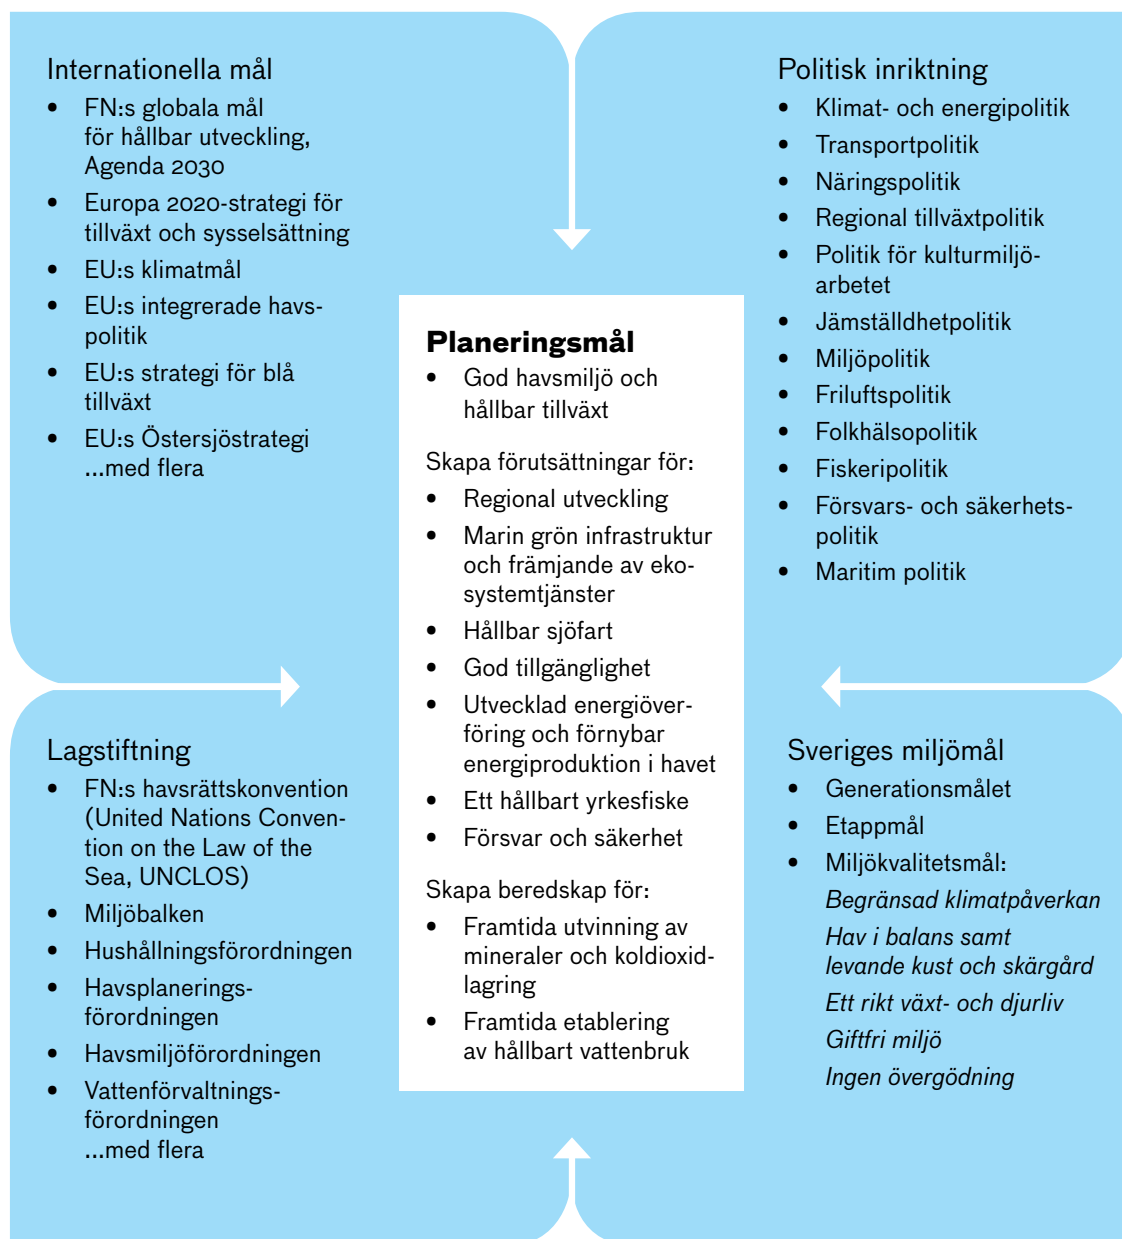 Internationella mål
• FN:s globala mål
för hållbar utveckling,
Agenda 2030
• Europa 2020-strategi för
tillväxt och sysselsättning
• EU:s klimatmål
• EU:s integrerade havs-
politik
• EU:s strategi för blå
tillväxt
• EU:s Östersjöstrategi
...med flera
Politisk inriktning
• Klimat- och energipolitik
• Transportpolitik
• Näringspolitik
• Regional tillväxtpolitik
• Politik för kulturmiljö-
arbetet
• Jämställdhetpolitik
• Miljöpolitik
• Friluftspolitik
• Folkhälsopolitik
• Fiskeripolitik
• Försvars- och säkerhets-
politik
• Maritim politik
Planeringsmål
• God havsmiljö och
hållbar tillväxt
Skapa förutsättningar för:
• Regional utveckling
• Marin grön infrastruktur
och främjande av eko-
systemtjänster
• Hållbar sjöfart
• God tillgänglighet
• Utvecklad energiöver-
föring och förnybar
energiproduktion i havet
• Ett hållbart yrkesfiske
• Försvar och säkerhet
Skapa beredskap för:
• Framtida utvinning av
mineraler och koldioxid-
lagring
• Framtida etablering
av hållbart vattenbruk
Lagstiftning
• FN:s havsrättskonvention
(United Nations Conven-
tion on the Law of the
Sea, UNCLOS)
• Miljöbalken
• Hushållningsförordningen
• Havsplanerings-
förordningen
• Havsmiljöförordningen
• Vattenförvaltnings-
förordningen
...med flera
Sveriges miljömål
• Generationsmålet
• Etappmål
• Miljökvalitetsmål:
Begränsad klimatpåverkan
Hav i balans samt
levande kust och skärgård
Ett rikt växt- och djurliv
Giftfri miljö
Ingen övergödning